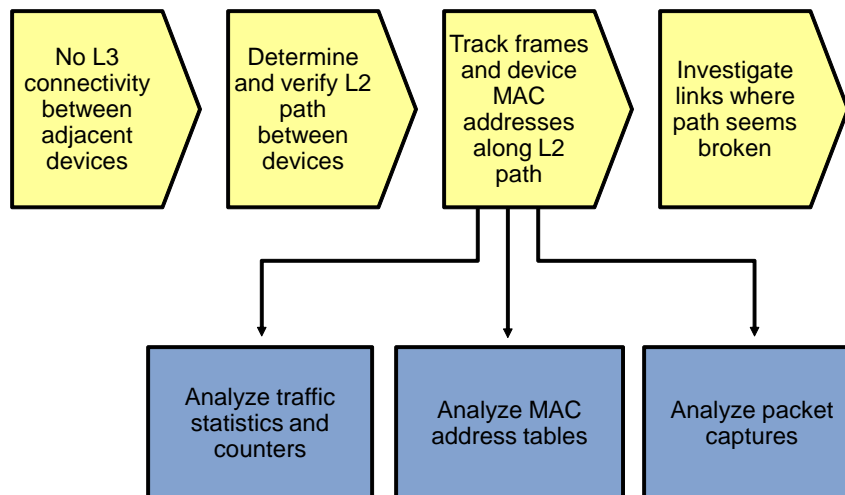 No L3
connectivity
between
adjacent
devices
Determine
and verify L2
path
between
devices
Track frames
and device
MAC
addresses
along L2
path
Investigate
links where
path seems
broken
Analyze traffic
statistics and
counters
Analyze MAC
address tables
Analyze packet
captures